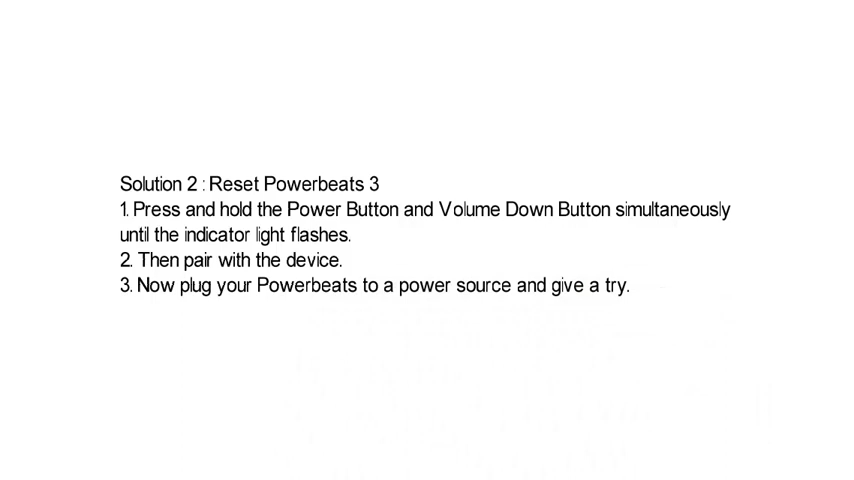 Solution 2 : Reset Powerbeats 3
1. Press and hold the Power Button and Volume Down Button simultaneously
until the indicator light flashes.
2. Then pair with the device.
3. Now plug your Powerbeats to a power source and give a try.